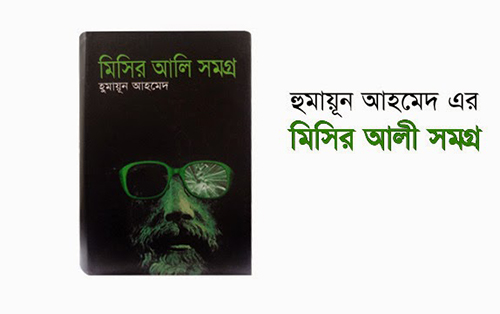 মিসির আলি সমগ্র
হুমায়ূন আহমেদ
হুমায়ূন আহমেদ এর
মিসির আলী সমগ্র